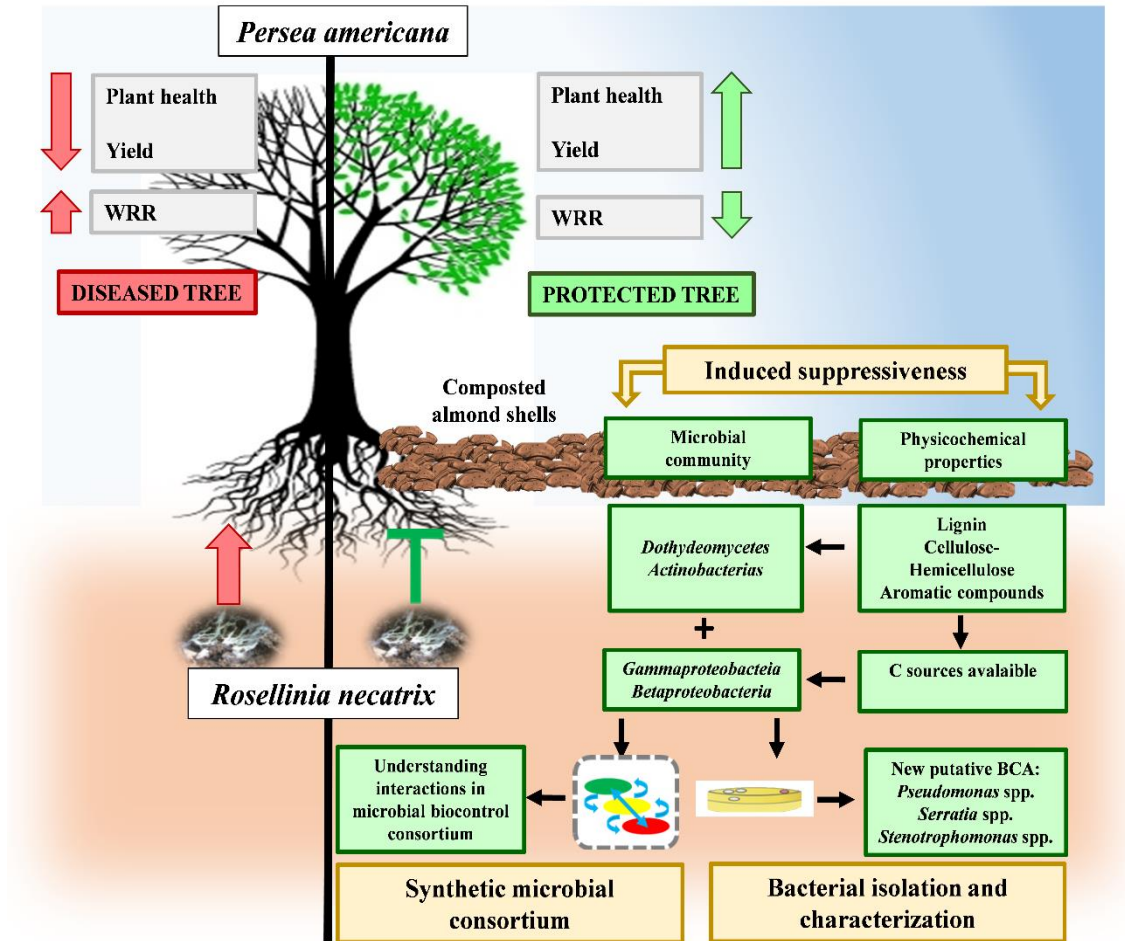 Persea americana
Plant health
Yield
WRR
DISEASED TREE
Plant health
Yield
WRR
PROTECTED TREE
Induced suppressiveness
Composted
almond shells
Microbial
community
Physicochemical
properties
Dothydeomycetes
Actinobacterias
Lignin
Cellulose-
Hemicellulose
Aromatic compounds
+
Gammaproteobacteia
Betaproteobacteria
C sources avalaible
Rosellinia necatrix
Understanding
interactions in
microbial biocontrol
consortium
New putative BCA:
Pseudomonas spp.
Serratia spp.
Stenotrophomonas spp.
Synthetic microbial
consortium
Bacterial isolation and
characterization